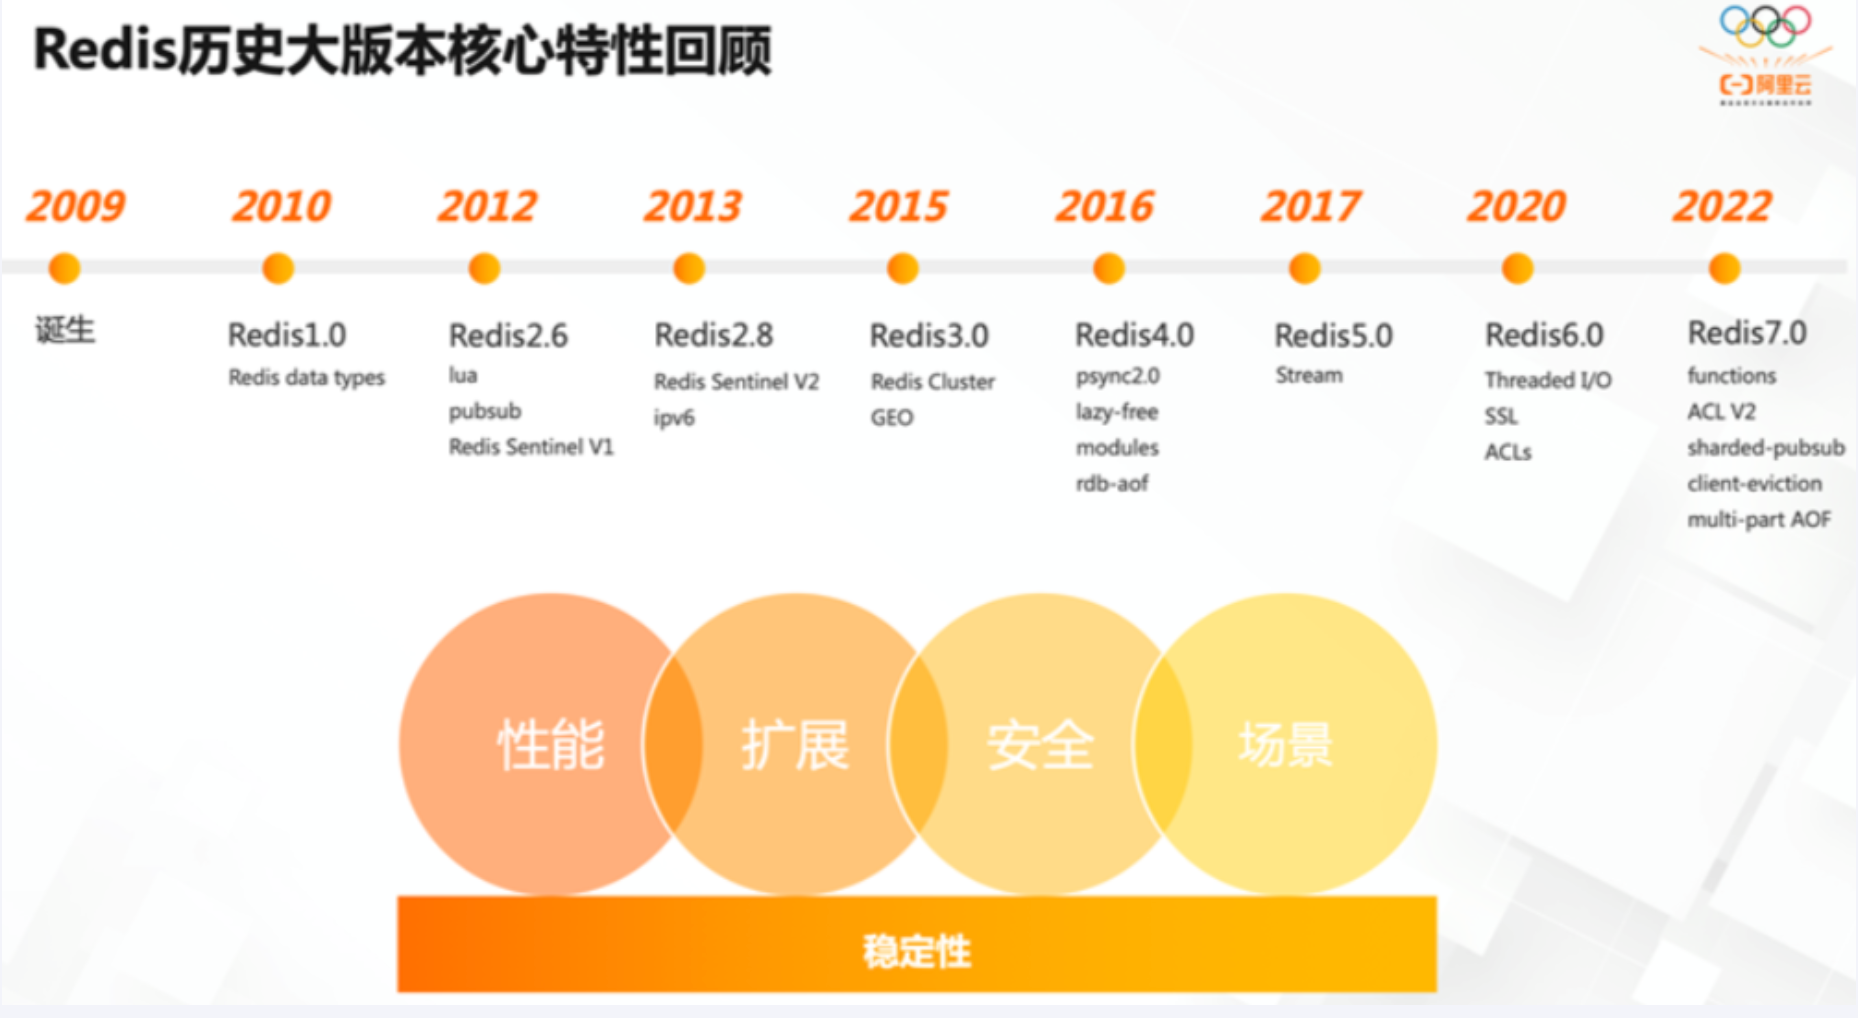 Redis历史大版本核心特性回顾
阿里云
2009
2010
2012
2013
2015
2016
2017
2020
2022
诞生
Redis1.0
Redis data types
Redis2.6
lua
pubsub
Redis Sentinel V1
Redis2.8
Redis Sentinel V2
ipv6
Redis3.0
Redis Cluster
GEO
Redis4.0
psync2.0
lazy-free
modules
rdb-aof
Redis5.0
Stream
Redis6.0
Threaded I/O
SSL
ACLs
Redis7.0
functions
ACL V2
sharded-pubsub
client-eviction
multi-part AOF
性能
扩展
安全
场景
稳定性